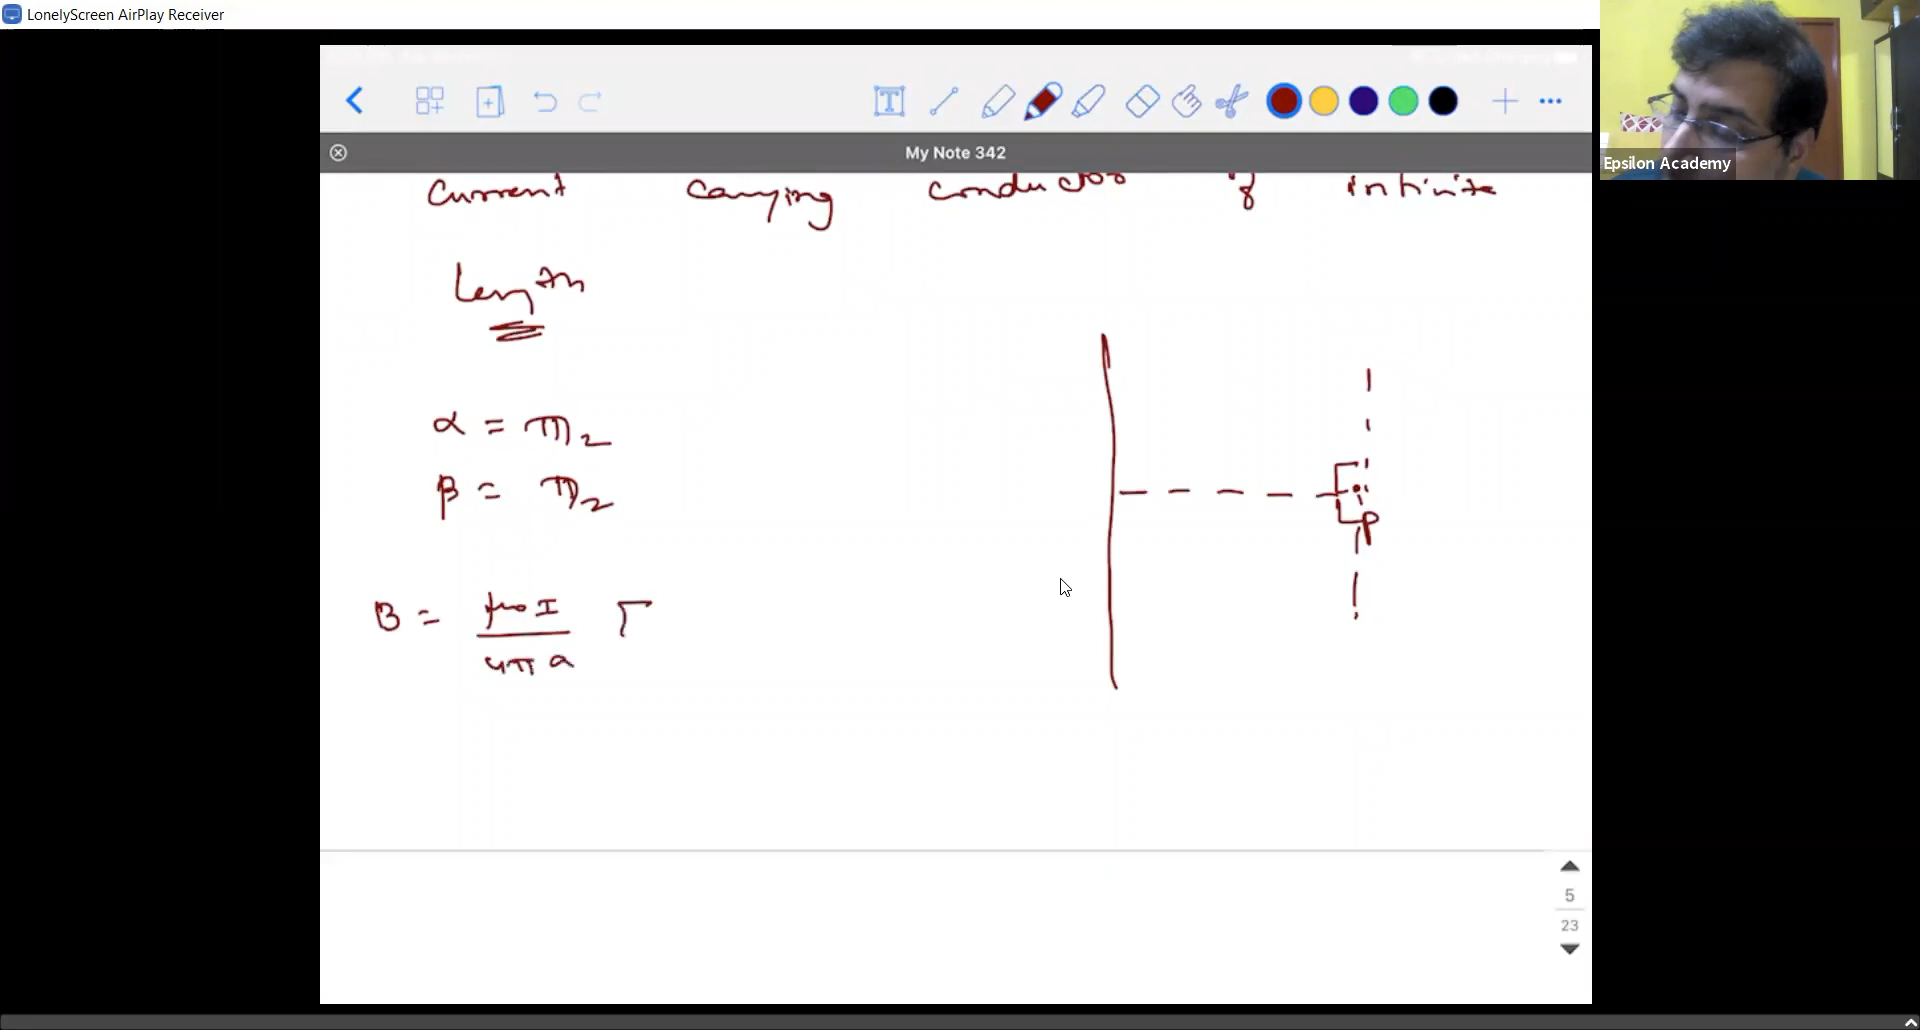 LonelyScreen AirPlay Receiver
My Note 342
Epsilon Academy
Current Carrying Conductor of infinite
Length
α = π/2
β = π/2
P
B = μ₀I / 4πa [
5
23